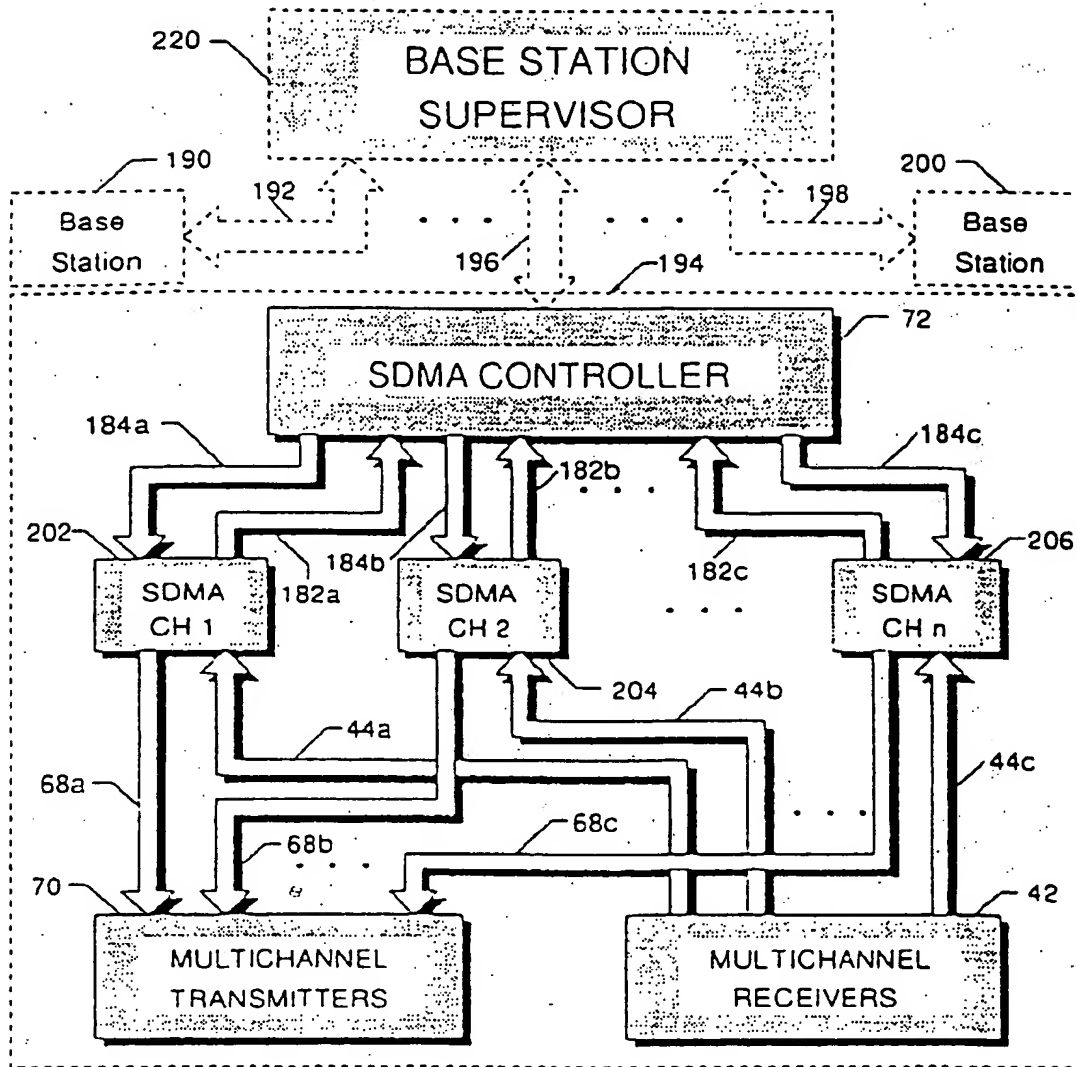 220
BASE STATION
SUPERVISOR
190
200
192
198
Base
Station
Base
Station
196
194
72
SDMA CONTROLLER
184a
184c
182b
202
206
184b
182a
182c
SDMA
CH 1
SDMA
CH 2
SDMA
CH n
204
44b
44a
44c
68a
68c
68b
70
42
MULTICHANNEL
TRANSMITTERS
MULTICHANNEL
RECEIVERS